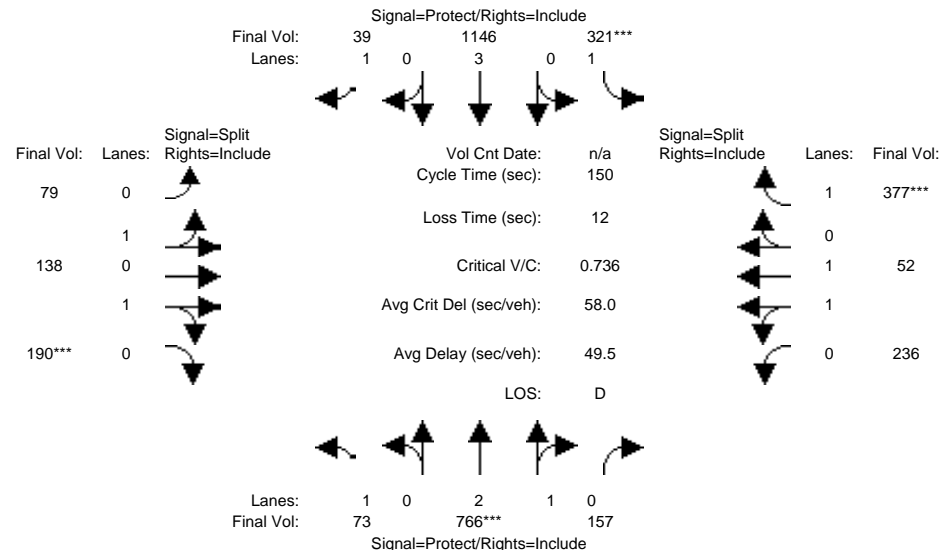 Signal=Protect/Rights=Include
Final Vol: 39 1146 321***
Lanes: 1 0 3 0 1
Signal=Split Signal=Split
Final Vol: Lanes: Rights=Include Vol Cnt Date: n/a Rights=Include Lanes: Final Vol:
Cycle Time (sec): 150
79 0 1 377***
Loss Time (sec): 12
1 0
138 0 Critical V/C: 0.736 1 52
1 Avg Crit Del (sec/veh): 58.0 1
190*** 0 Avg Delay (sec/veh): 49.5 0 236
LOS: D
Lanes: 1 0 2 1 0
Final Vol: 73 766*** 157
Signal=Protect/Rights=Include